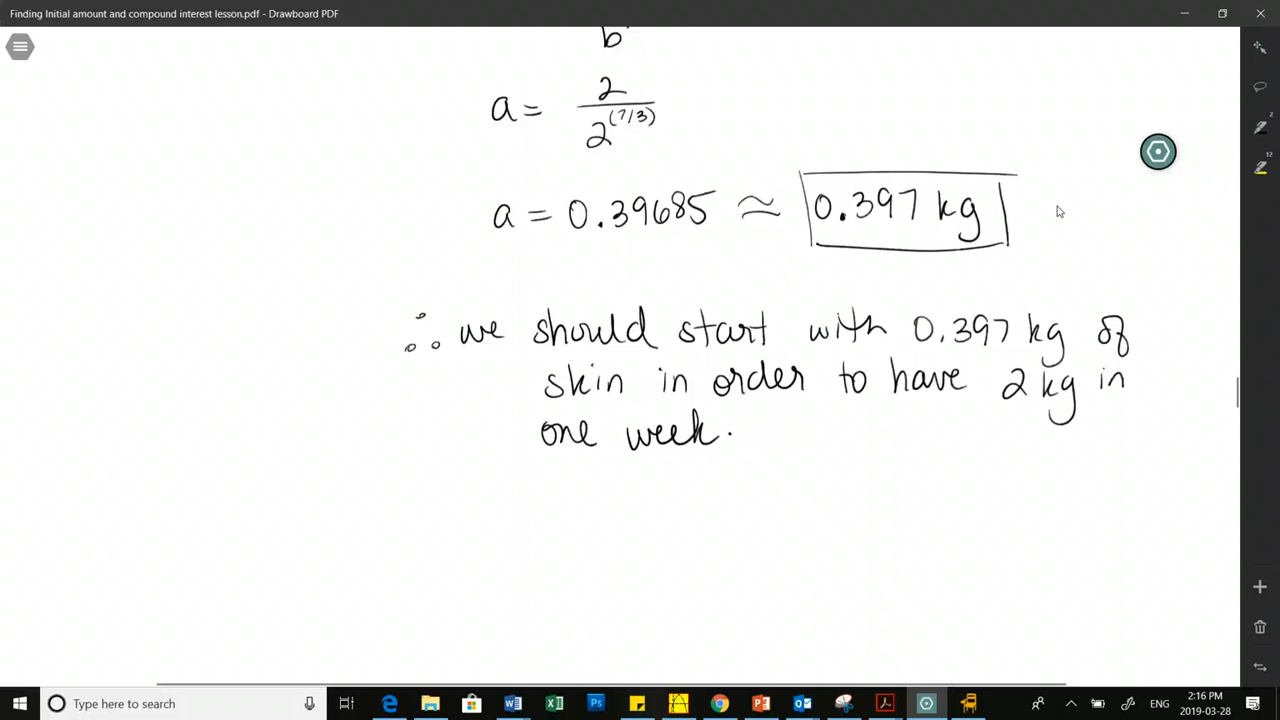 Finding Initial amount and compound interest lesson.pdf - Drawboard PDF
b
a = 2
2^(7/3)
a = 0.39685 ≈ 0.397 kg
∴ we should start with 0.397 kg of
skin in order to have 2 kg in
one week.
2
12
Type here to search
ENG
2:16 PM
2019-03-28